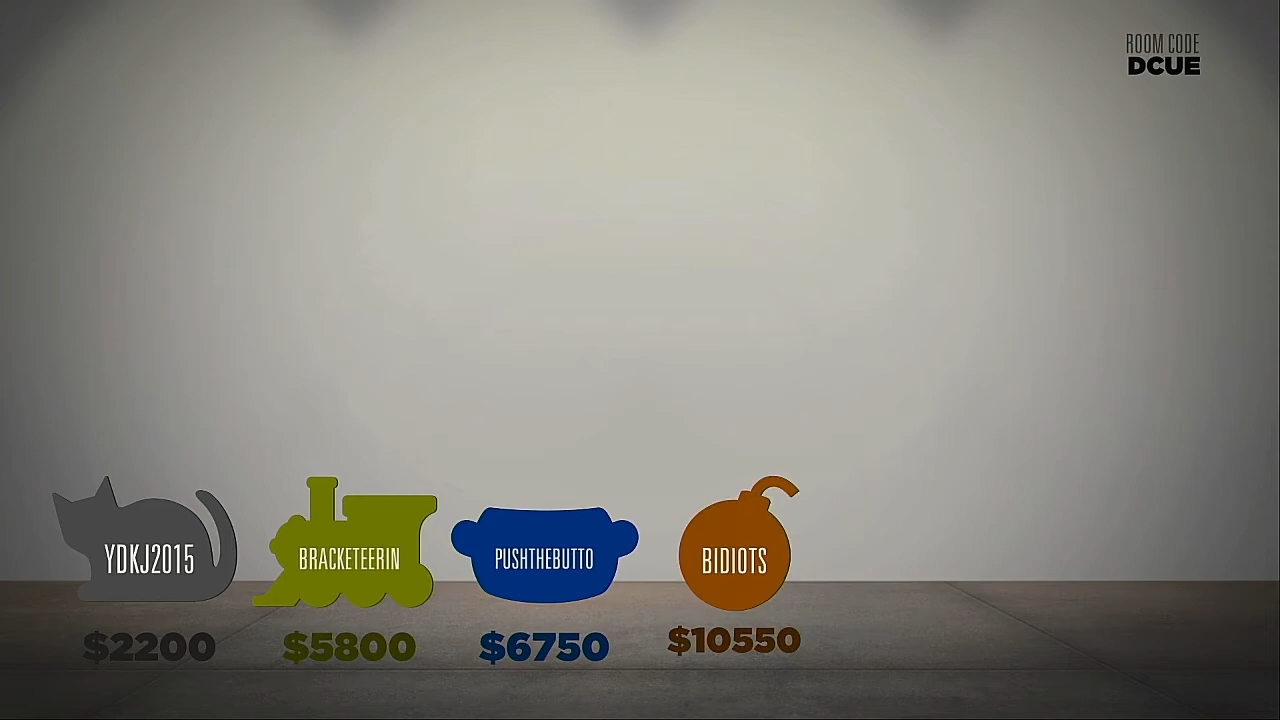 ROOM CODE
DCUE
YDKJ2015
BRACKETEERIN
PUSHTHEBUTTO
BIDIOTS
$2200
$5800
$6750
$10550